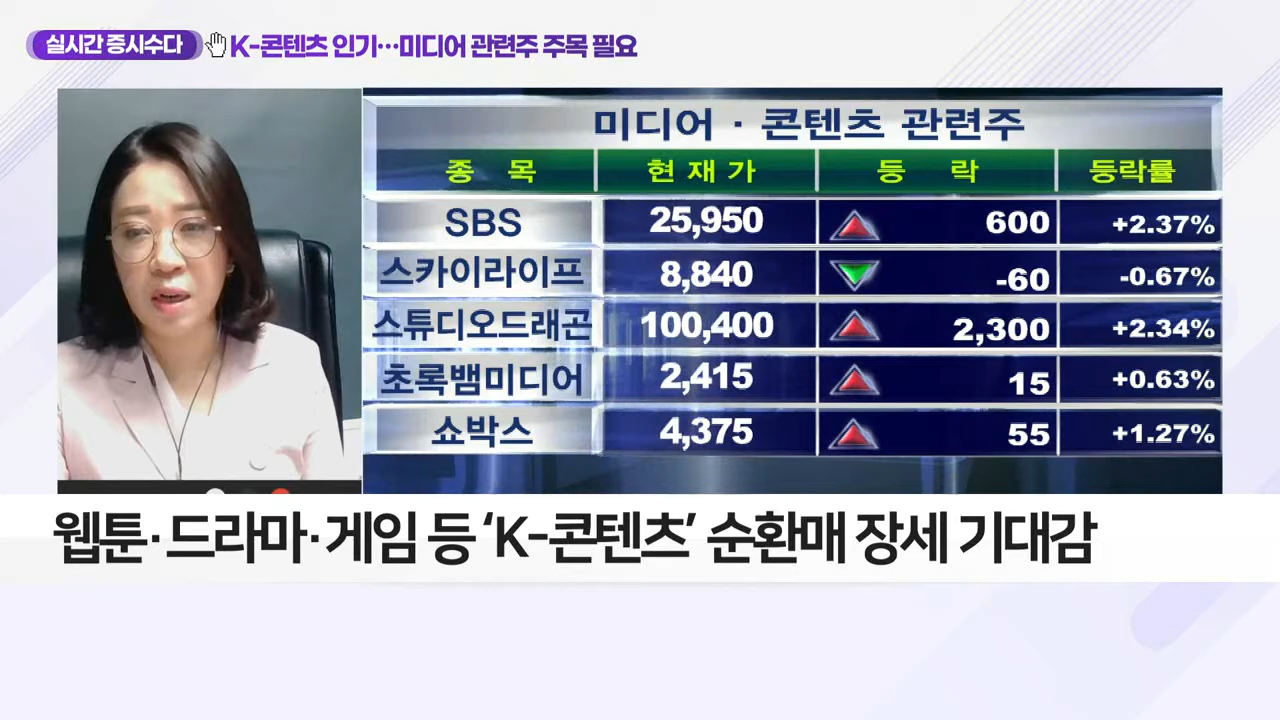 실시간 증시수다 K-콘텐츠 인기…미디어 관련주 주목 필요
미디어 · 콘텐츠 관련주
종 목 현 재 가 등 락 등락률
SBS 25,950 ▲ 600 +2.37%
스카이라이프 8,840 ▼ -60 -0.67%
스튜디오드래곤 100,400 ▲ 2,300 +2.34%
초록뱀미디어 2,415 ▲ 15 +0.63%
쇼박스 4,375 ▲ 55 +1.27%
웹툰·드라마·게임 등 ‘K-콘텐츠’ 순환매 장세 기대감